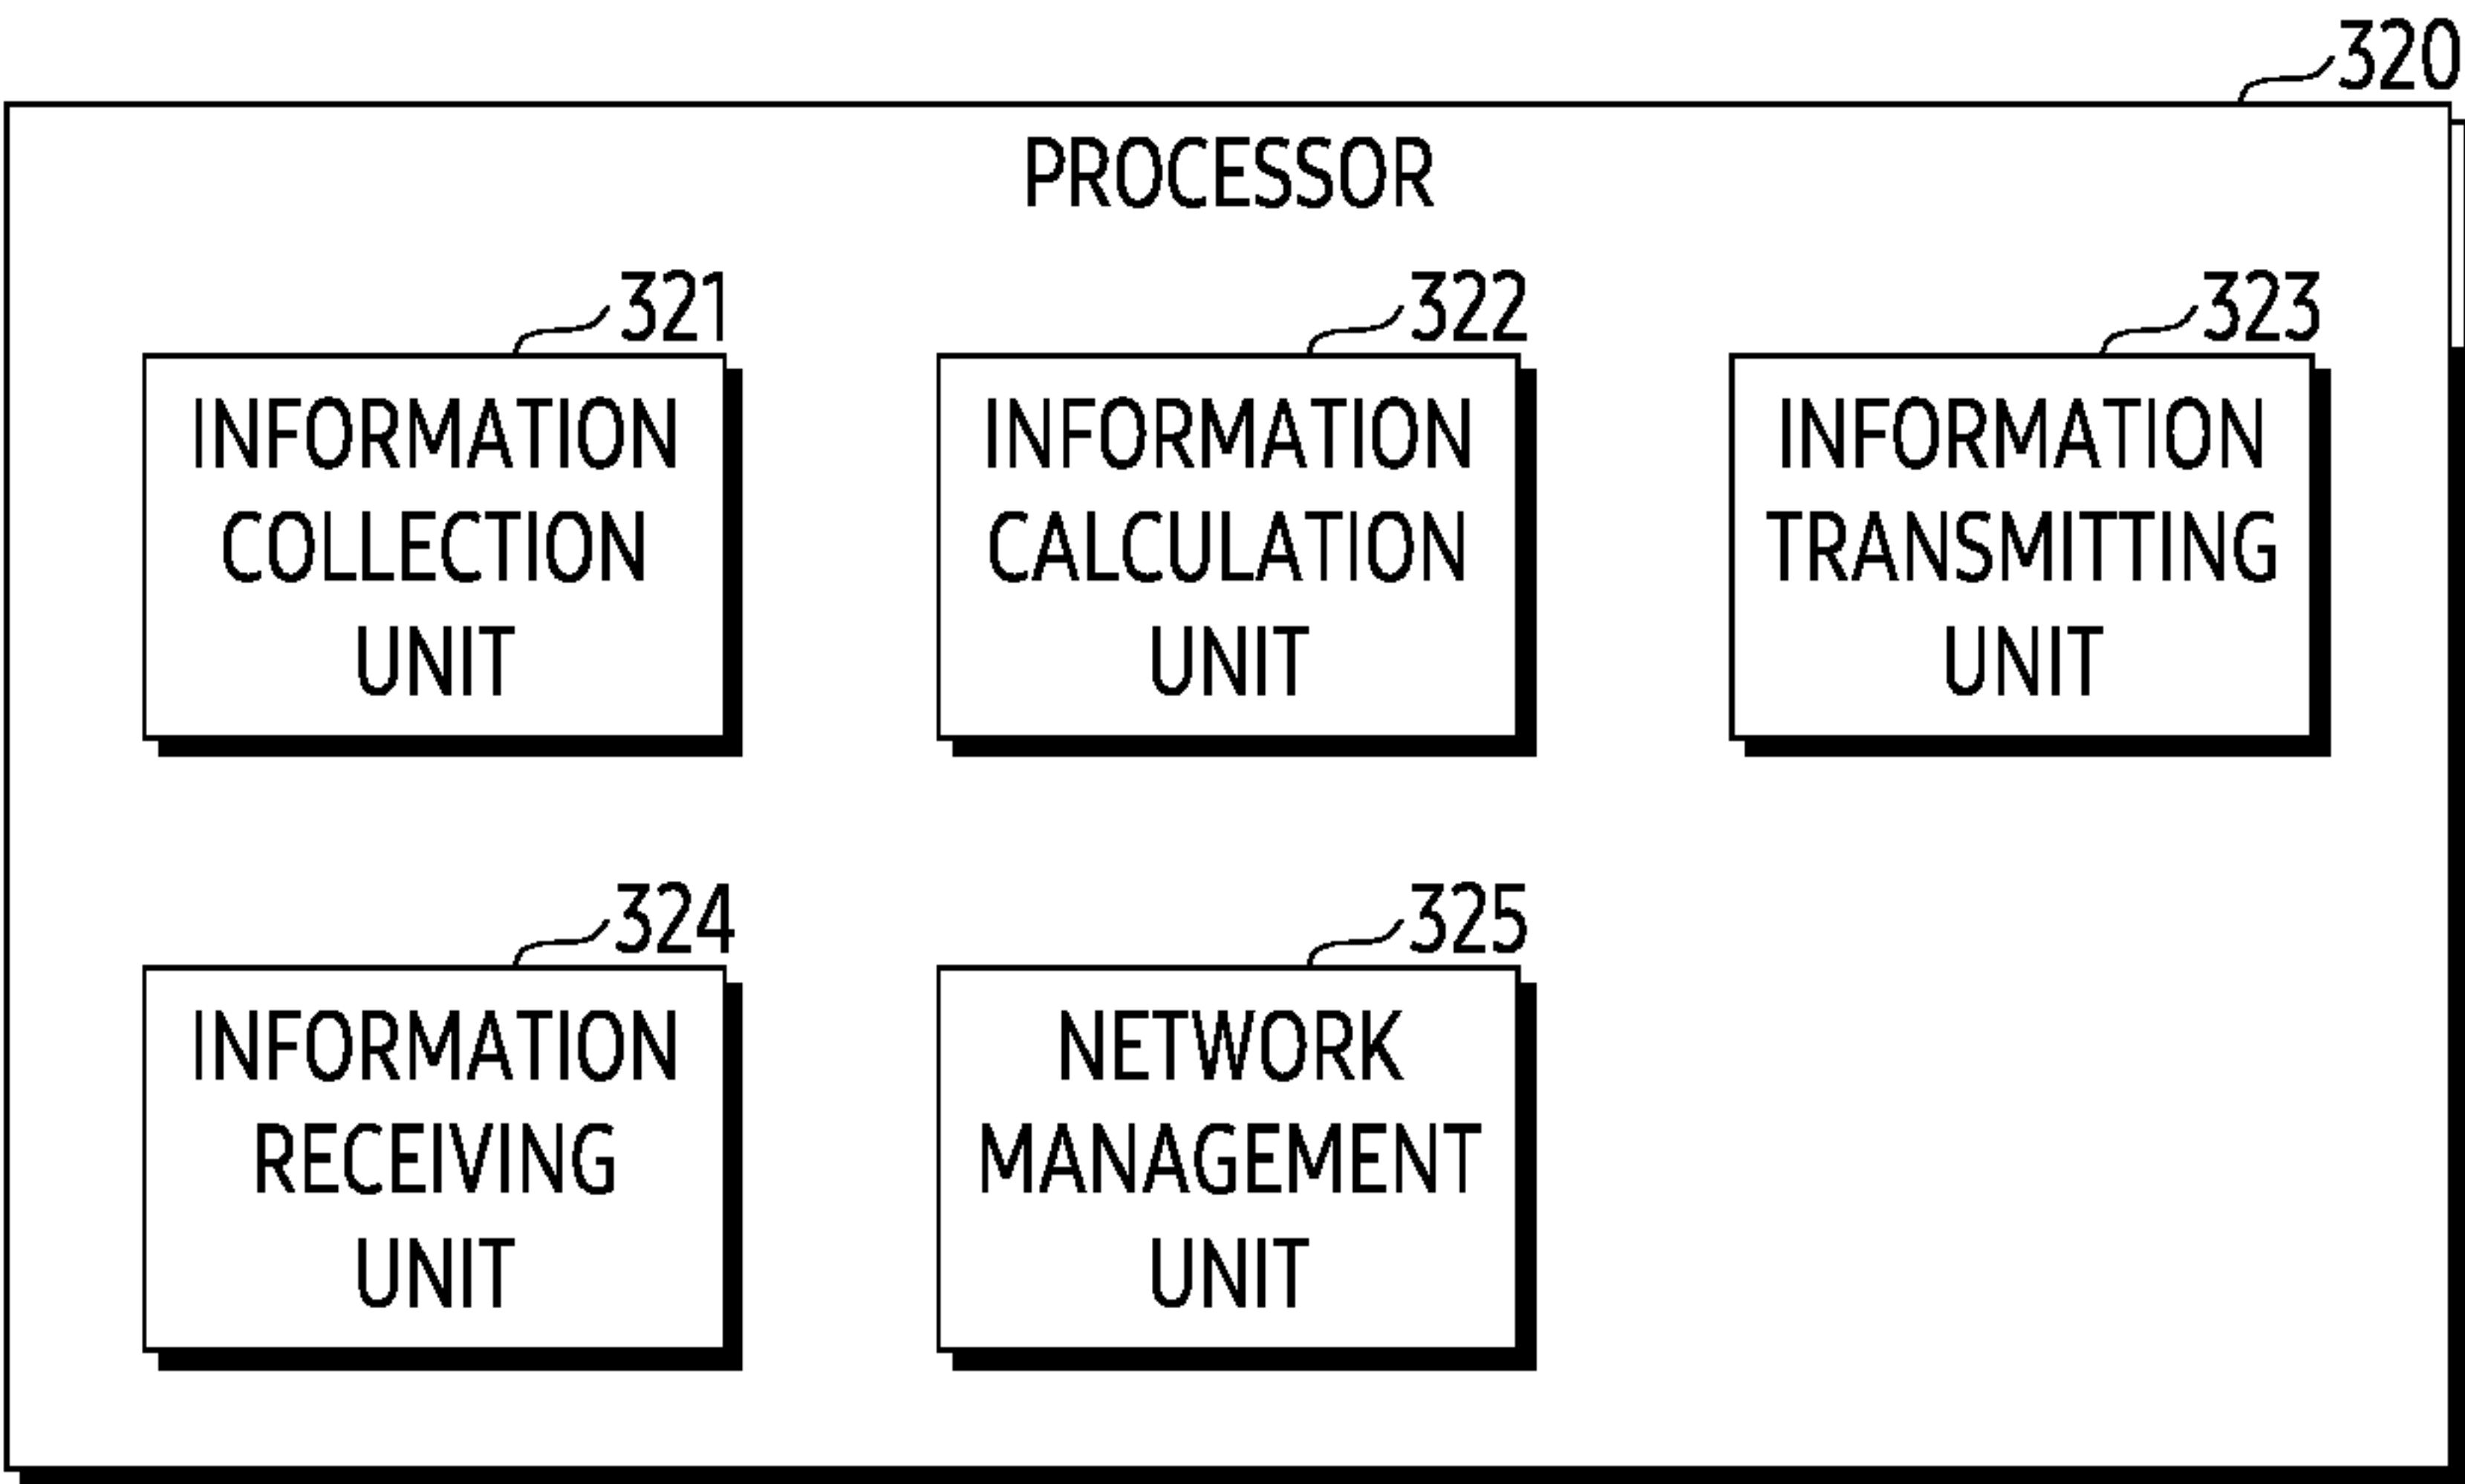 320
PROCESSOR
321
INFORMATION
COLLECTION
UNIT
322
INFORMATION
CALCULATION
UNIT
323
INFORMATION
TRANSMITTING
UNIT
324
INFORMATION
RECEIVING
UNIT
325
NETWORK
MANAGEMENT
UNIT